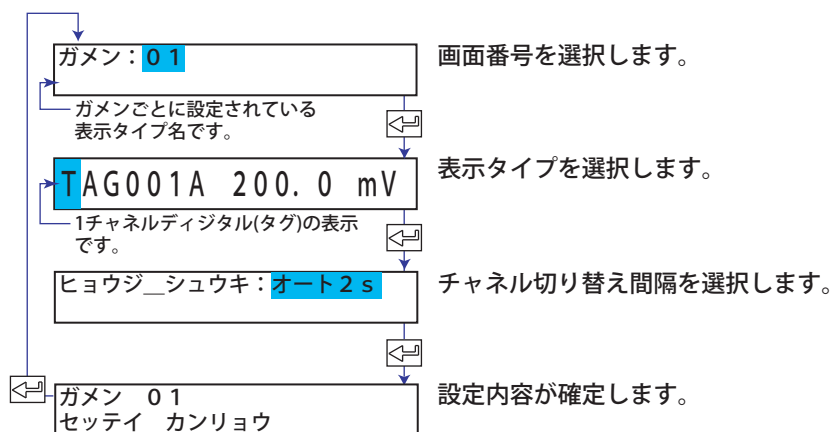 ガメン：０１
画面番号を選択します。
ガメンごとに設定されている
表示タイプ名です。
TAG001A 200. 0 mV
表示タイプを選択します。
1チャネルディジタル(タグ)の表示
です。
ヒョウジ＿シュウキ：オート２ｓ
チャネル切り替え間隔を選択します。
ガメン　０１
設定内容が確定します。
セッテイ　カンリョウ